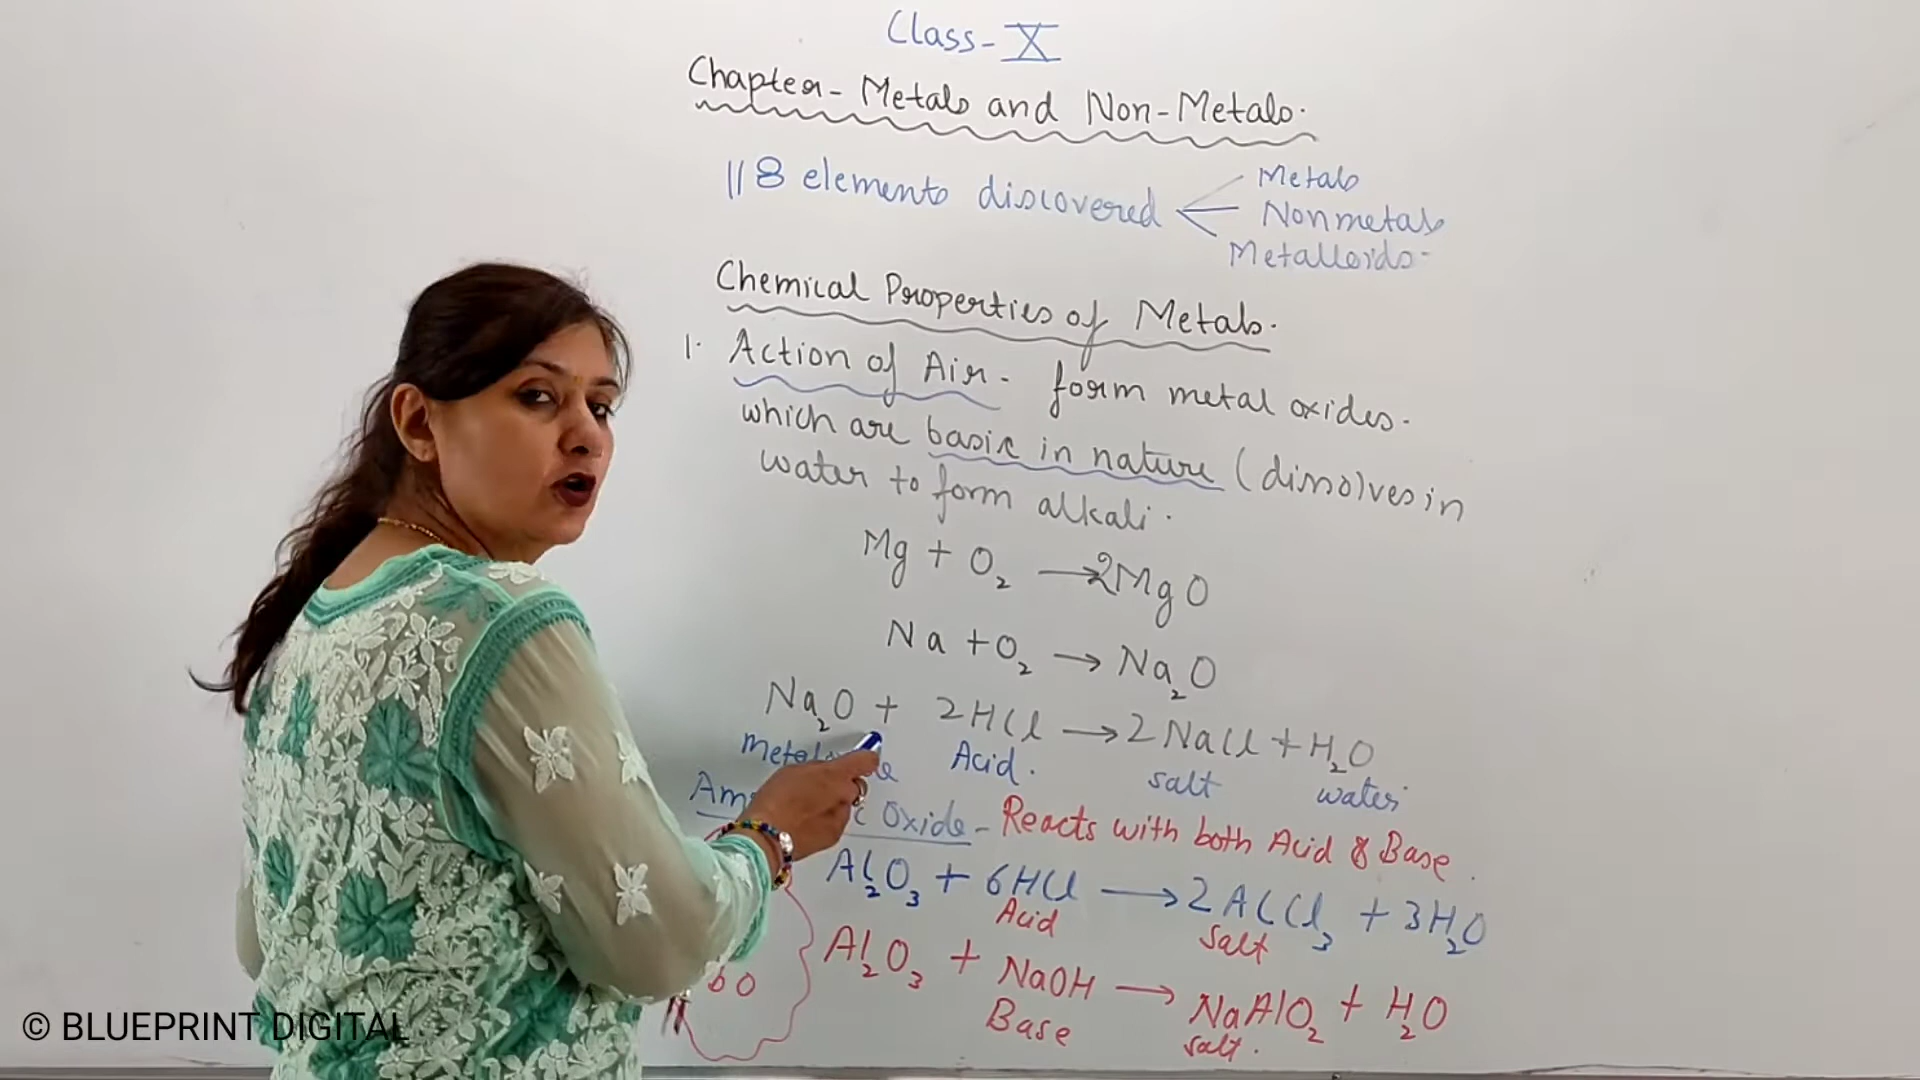 Class-X
Chapter- Metals and Non-Metals.
118 elements discovered
Metals
Nonmetals
Metalloids-
Chemical Properties of Metals.
1. Action of Air - form metal oxides.
which are basic in nature (dissolves in
water to form alkali.
Mg + O₂ → 2MgO
Na + O₂ → Na₂O
Na₂O + 2HCl → 2NaCl + H₂O
Acid. salt water
Oxide - Reacts with both Acid & Base.
Al₂O₃ + 6HCl → 2AlCl₃ + 3H₂O
Acid Salt
Al₂O₃ + NaOH → NaAlO₂ + H₂O
Base salt.
© BLUEPRINT DIGITAL